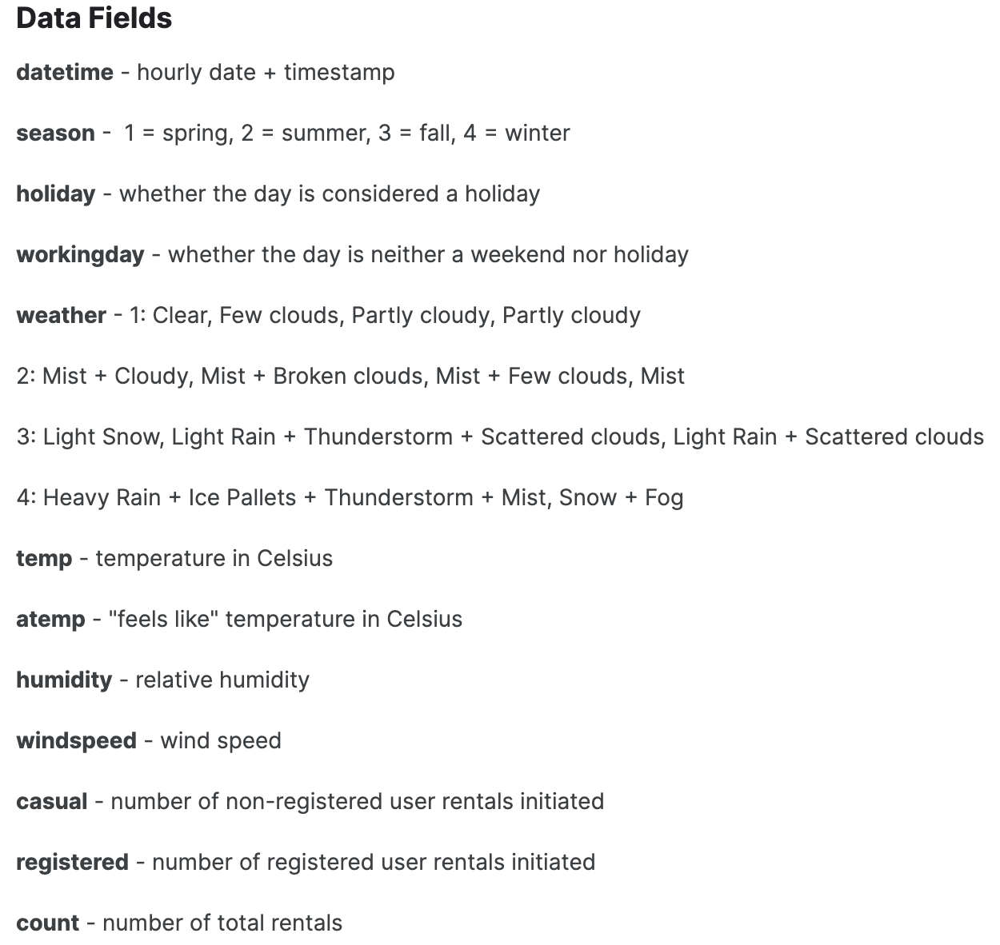 Data Fields
datetime - hourly date + timestamp
season -  1 = spring, 2 = summer, 3 = fall, 4 = winter
holiday - whether the day is considered a holiday
workingday - whether the day is neither a weekend nor holiday
weather - 1: Clear, Few clouds, Partly cloudy, Partly cloudy
2: Mist + Cloudy, Mist + Broken clouds, Mist + Few clouds, Mist
3: Light Snow, Light Rain + Thunderstorm + Scattered clouds, Light Rain + Scattered clouds
4: Heavy Rain + Ice Pallets + Thunderstorm + Mist, Snow + Fog
temp - temperature in Celsius
atemp - "feels like" temperature in Celsius
humidity - relative humidity
windspeed - wind speed
casual - number of non-registered user rentals initiated
registered - number of registered user rentals initiated
count - number of total rentals